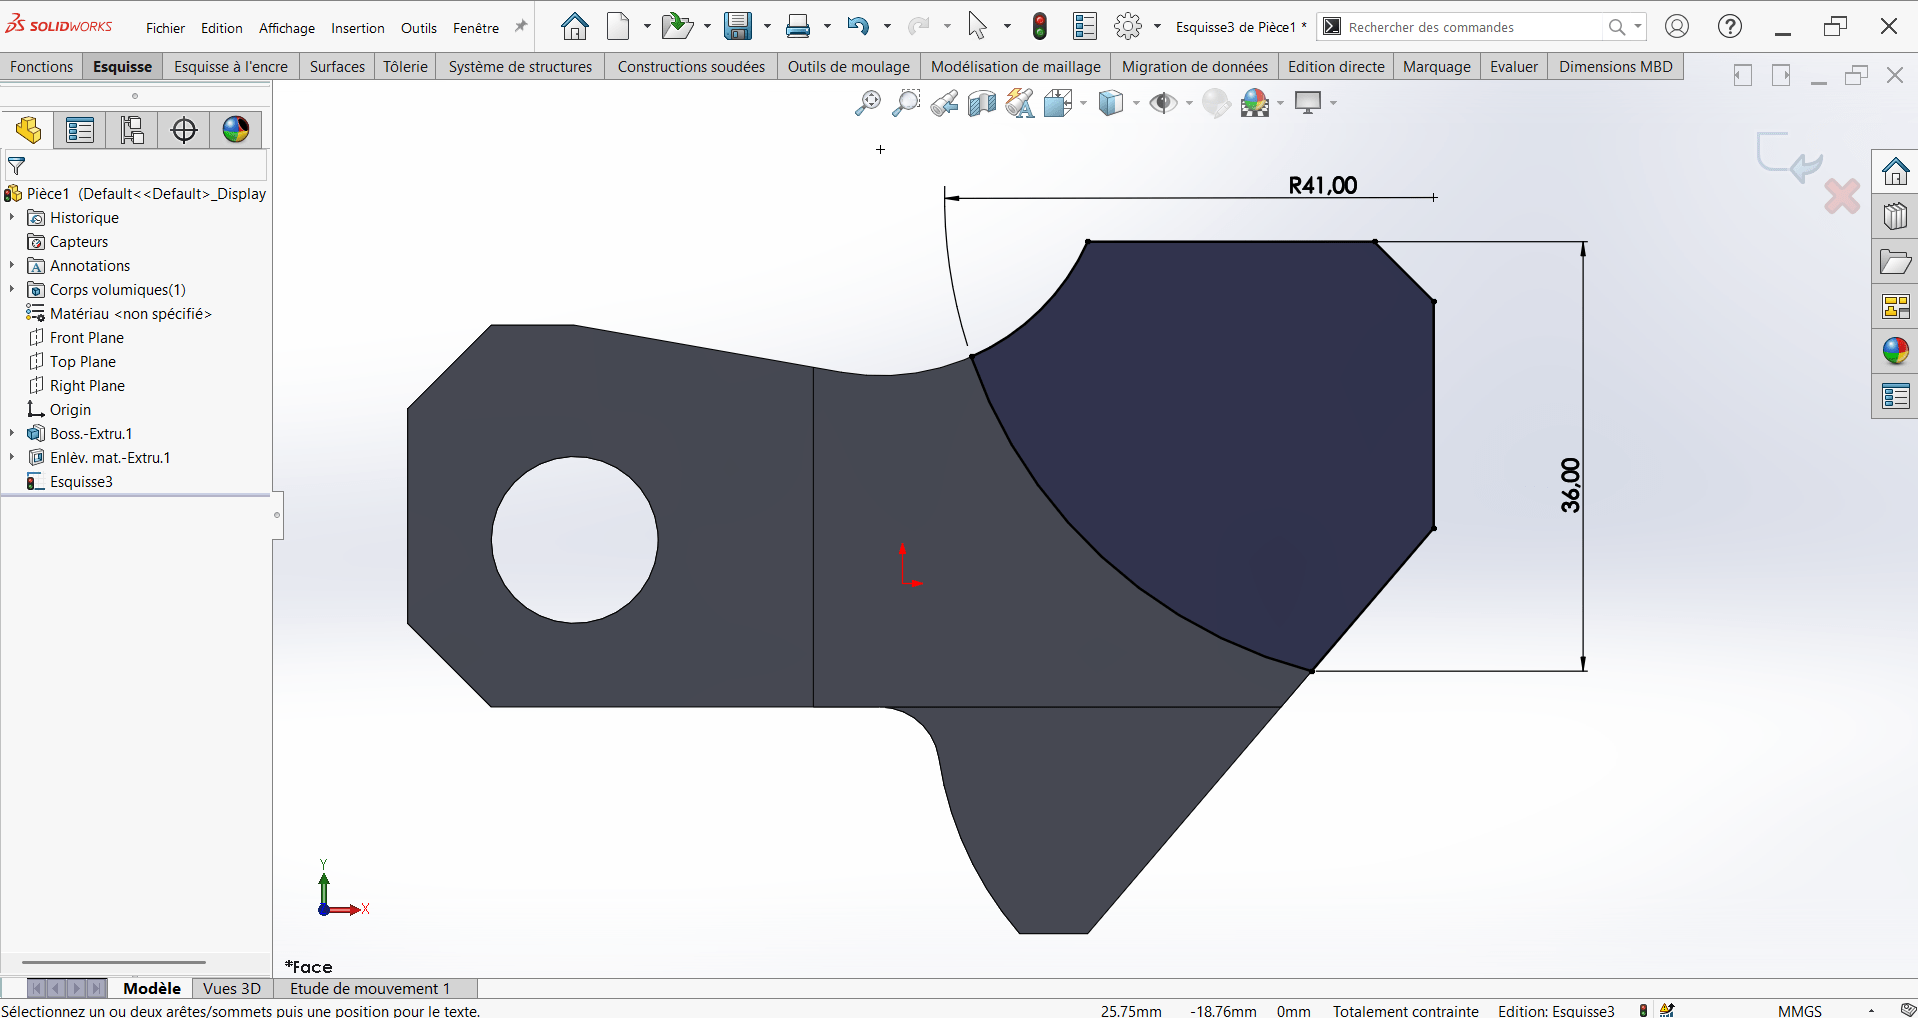 SOLIDWORKS
Fichier Edition Affichage Insertion Outils Fenêtre
Esquisse3 de Pièce1 *
Rechercher des commandes
Fonctions Esquisse Esquisse à l'encre Surfaces Tôlerie Système de structures Constructions soudées Outils de moulage Modélisation de maillage Migration de données Edition directe Marquage Evaluer Dimensions MBD
Pièce1 (Default<<Default>_Display
Historique
Capteurs
Annotations
Corps volumiques(1)
Matériau <non spécifié>
Front Plane
Top Plane
Right Plane
Origin
Boss.-Extru.1
Enlèv. mat.-Extru.1
Esquisse3
R41,00
36,00
Y
X
*Face
Modèle Vues 3D Etude de mouvement 1
Sélectionnez un ou deux arêtes/sommets puis une position pour le texte.
25.75mm -18.76mm 0mm Totalement contrainte Edition: Esquisse3 MMGS